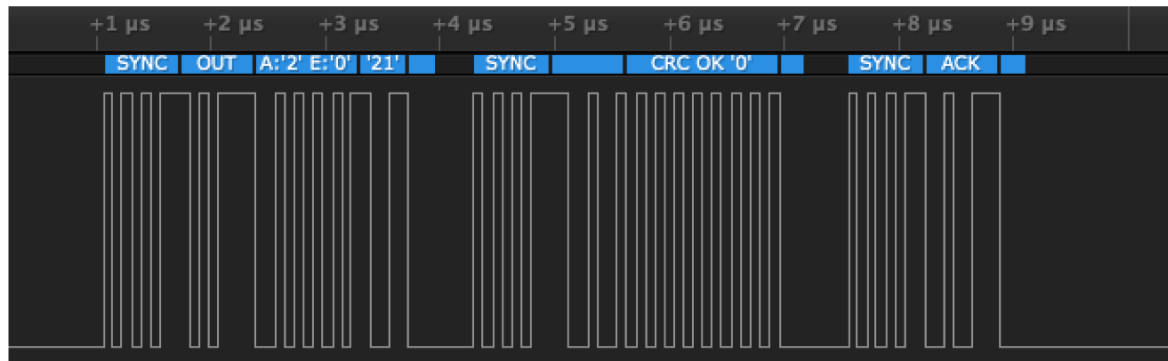 +1 µs +2 µs +3 µs +4 µs +5 µs +6 µs +7 µs +8 µs +9 µs
SYNC OUT A:'2' E:'0' '21' SYNC CRC OK '0' SYNC ACK